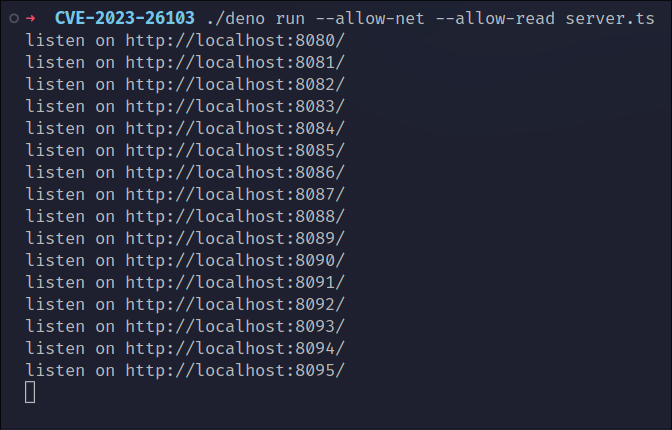 ➜ CVE-2023-26103 ./deno run --allow-net --allow-read server.ts
listen on http://localhost:8080/
listen on http://localhost:8081/
listen on http://localhost:8082/
listen on http://localhost:8083/
listen on http://localhost:8084/
listen on http://localhost:8085/
listen on http://localhost:8086/
listen on http://localhost:8087/
listen on http://localhost:8088/
listen on http://localhost:8089/
listen on http://localhost:8090/
listen on http://localhost:8091/
listen on http://localhost:8092/
listen on http://localhost:8093/
listen on http://localhost:8094/
listen on http://localhost:8095/